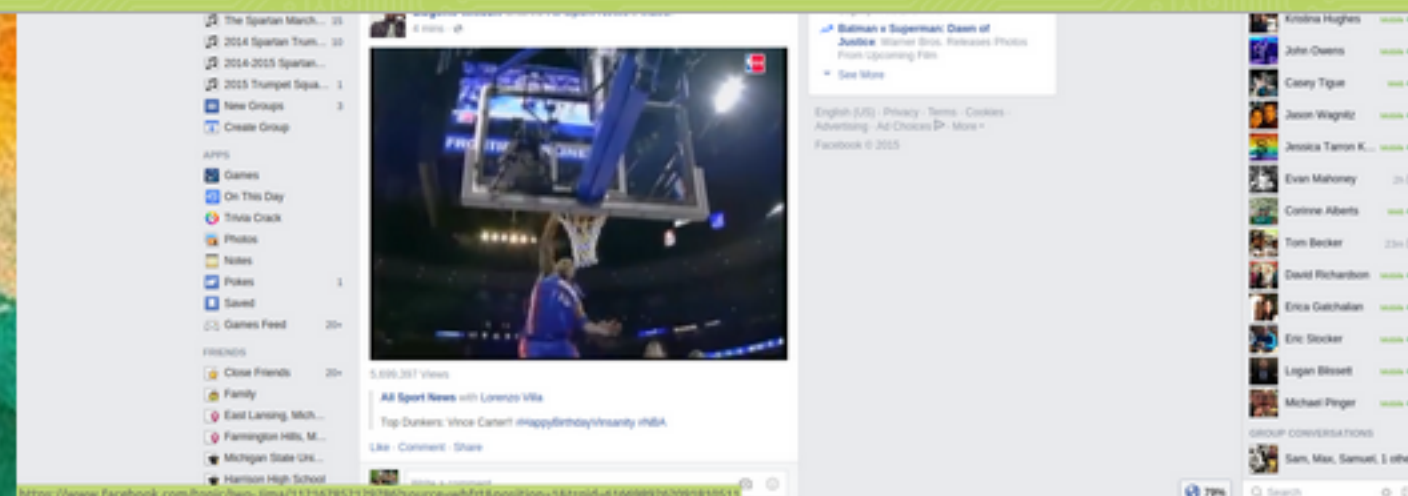 The Spartan March... 15
2014 Spartan Trum... 10
2014-2015 Spartan...
2015 Trumpet Squa... 1
New Groups 3
Create Group
APPS
Games
On This Day
Trivia Crack
Photos
Notes
Pokes 1
Saved
Games Feed 20+
FRIENDS
Close Friends 20+
Family
East Lansing, Mich...
Farmington Hills, M...
Michigan State Uni...
Harrison High School
4 mins
5,699,397 Views
All Sport News with Lorenzo Villa
Top Dunkers: Vince Carter!! #HappyBirthdayVinsanity #NBA
Like · Comment · Share
Write a comment...
Batman v Superman: Dawn of
Justice: Warner Bros. Releases Photos
From Upcoming Film
See More
English (US) · Privacy · Terms · Cookies ·
Advertising · Ad Choices · More
Facebook © 2015
Kristina Hughes
John Owens
Casey Tigue
Jason Wagnitz
Jessica Tarron K...
Evan Mahoney
Corinne Alberts
Tom Becker
David Richardson
Erica Gatchalian
Eric Slocker
Logan Blissett
Michael Pinger
GROUP CONVERSATIONS
Sam, Max, Samuel, 1 othe
79%
Search